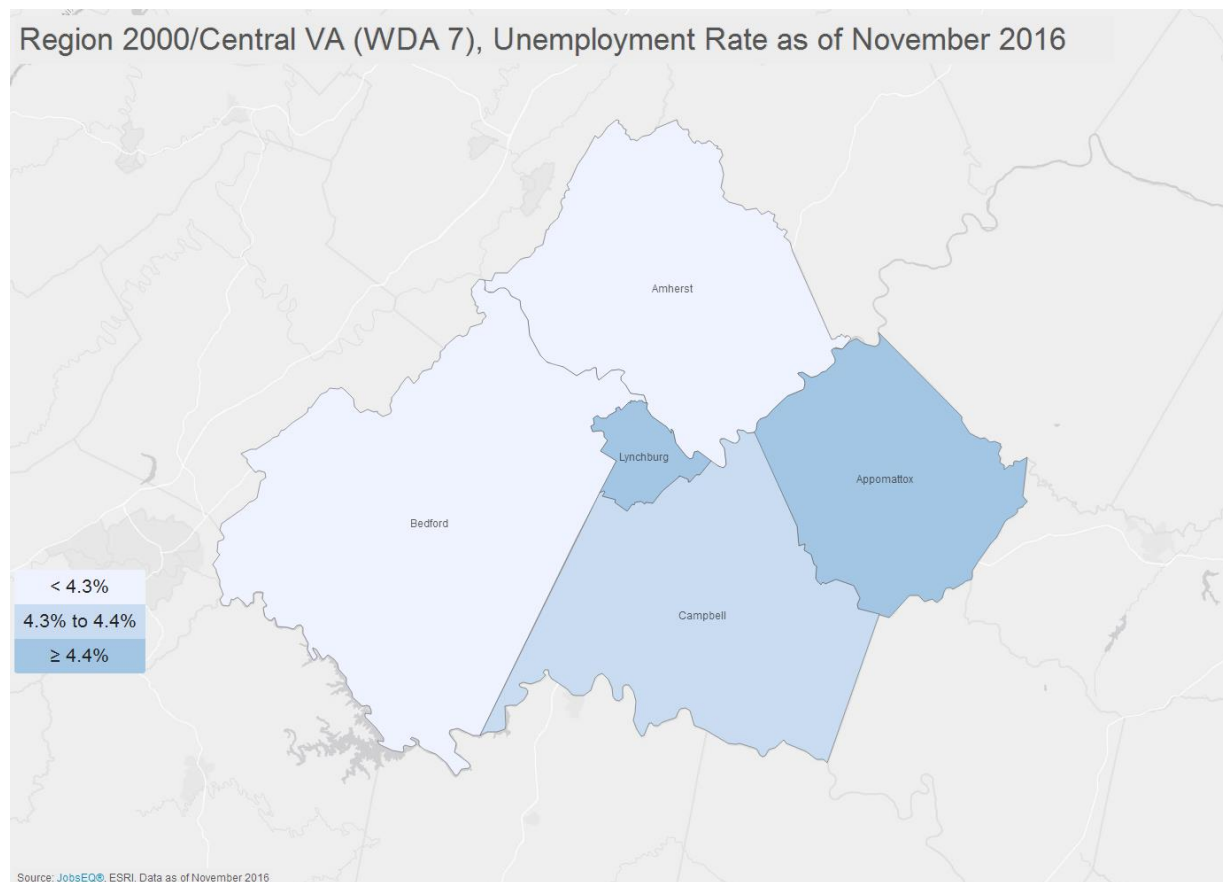 Region 2000/Central VA (WDA 7), Unemployment Rate as of November 2016
Amherst
Lynchburg
Appomattox
Bedford
< 4.3%
4.3% to 4.4%
≥ 4.4%
Campbell
Source: JobsEQ®, ESRI, Data as of November 2016